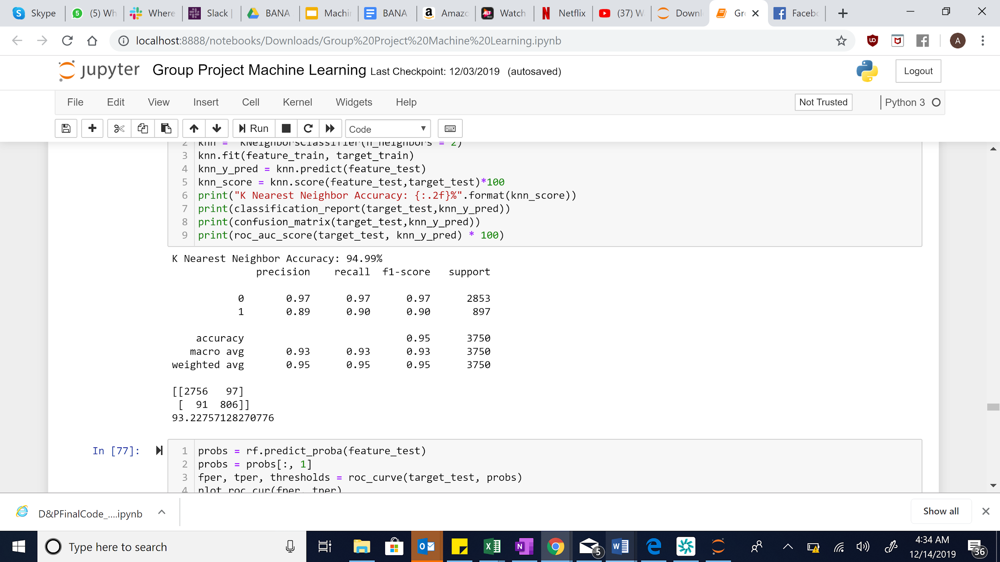 Skype (5) Wh Where Slack BANA Machi BANA Amazo Watch Netflix (37) W Downl Gr Facebo
localhost:8888/notebooks/Downloads/Group%20Project%20Machine%20Learning.ipynb
A
jupyter Group Project Machine Learning Last Checkpoint: 12/03/2019 (autosaved)
Logout
File Edit View Insert Cell Kernel Widgets Help
Not Trusted Python 3
Run Code
2 knn = KNeighborsClassifier(n_neighbors = 2)
3 knn.fit(feature_train, target_train)
4 knn_y_pred = knn.predict(feature_test)
5 knn_score = knn.score(feature_test,target_test)*100
6 print("K Nearest Neighbor Accuracy: {:.2f}%".format(knn_score))
7 print(classification_report(target_test,knn_y_pred))
8 print(confusion_matrix(target_test,knn_y_pred))
9 print(roc_auc_score(target_test, knn_y_pred) * 100)
K Nearest Neighbor Accuracy: 94.99%
precision recall f1-score support
0 0.97 0.97 0.97 2853
1 0.89 0.90 0.90 897
accuracy 0.95 3750
macro avg 0.93 0.93 0.93 3750
weighted avg 0.95 0.95 0.95 3750
[[2756 97]
[ 91 806]]
93.22757128270776
In [77]:
1 probs = rf.predict_proba(feature_test)
2 probs = probs[:, 1]
3 fper, tper, thresholds = roc_curve(target_test, probs)
4 plot_roc_cur(fper, tper)
D&PFinalCode_....ipynb
Show all
Type here to search
5
4:34 AM
12/14/2019
36